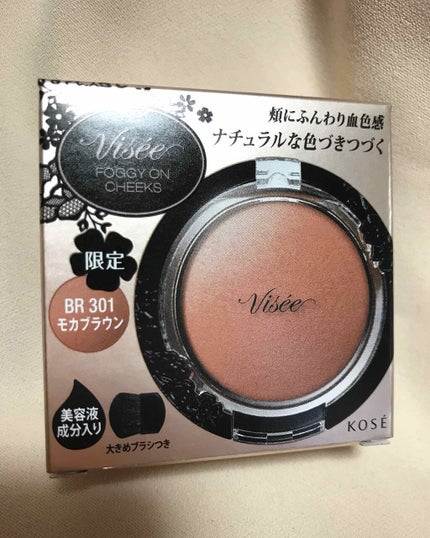 頬にふんわり血色感
ナチュラルな色づきつづく
Visée
FOGGY ON
CHEEKS
限定
BR 301
モカブラウン
Visée
美容液
成分入り
大きめブラシつき
KOSÉ